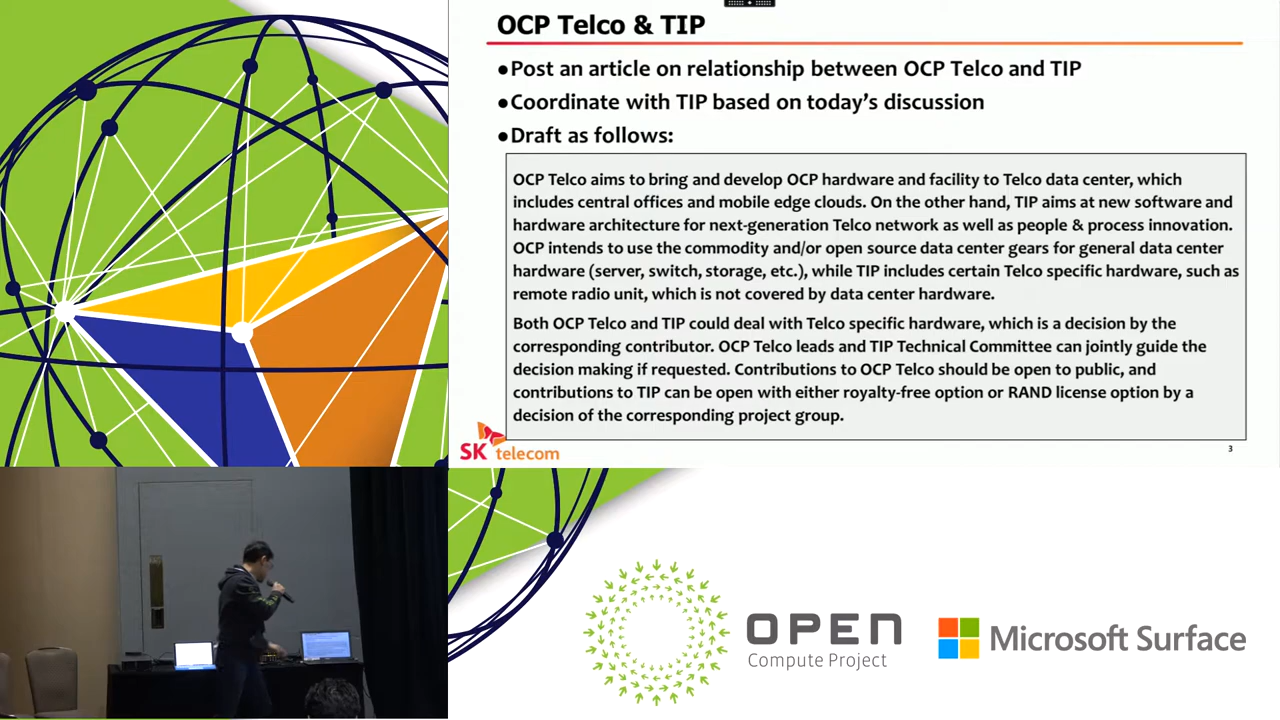 OCP Telco & TIP
●Post an article on relationship between OCP Telco and TIP
●Coordinate with TIP based on today's discussion
●Draft as follows:
OCP Telco aims to bring and develop OCP hardware and facility to Telco data center, which
includes central offices and mobile edge clouds. On the other hand, TIP aims at new software and
hardware architecture for next-generation Telco network as well as people & process innovation.
OCP intends to use the commodity and/or open source data center gears for general data center
hardware (server, switch, storage, etc.), while TIP includes certain Telco specific hardware, such as
remote radio unit, which is not covered by data center hardware.
Both OCP Telco and TIP could deal with Telco specific hardware, which is a decision by the
corresponding contributor. OCP Telco leads and TIP Technical Committee can jointly guide the
decision making if requested. Contributions to OCP Telco should be open to public, and
contributions to TIP can be open with either royalty-free option or RAND license option by a
decision of the corresponding project group.
SK telecom
3
OPEN
Compute Project
Microsoft Surface